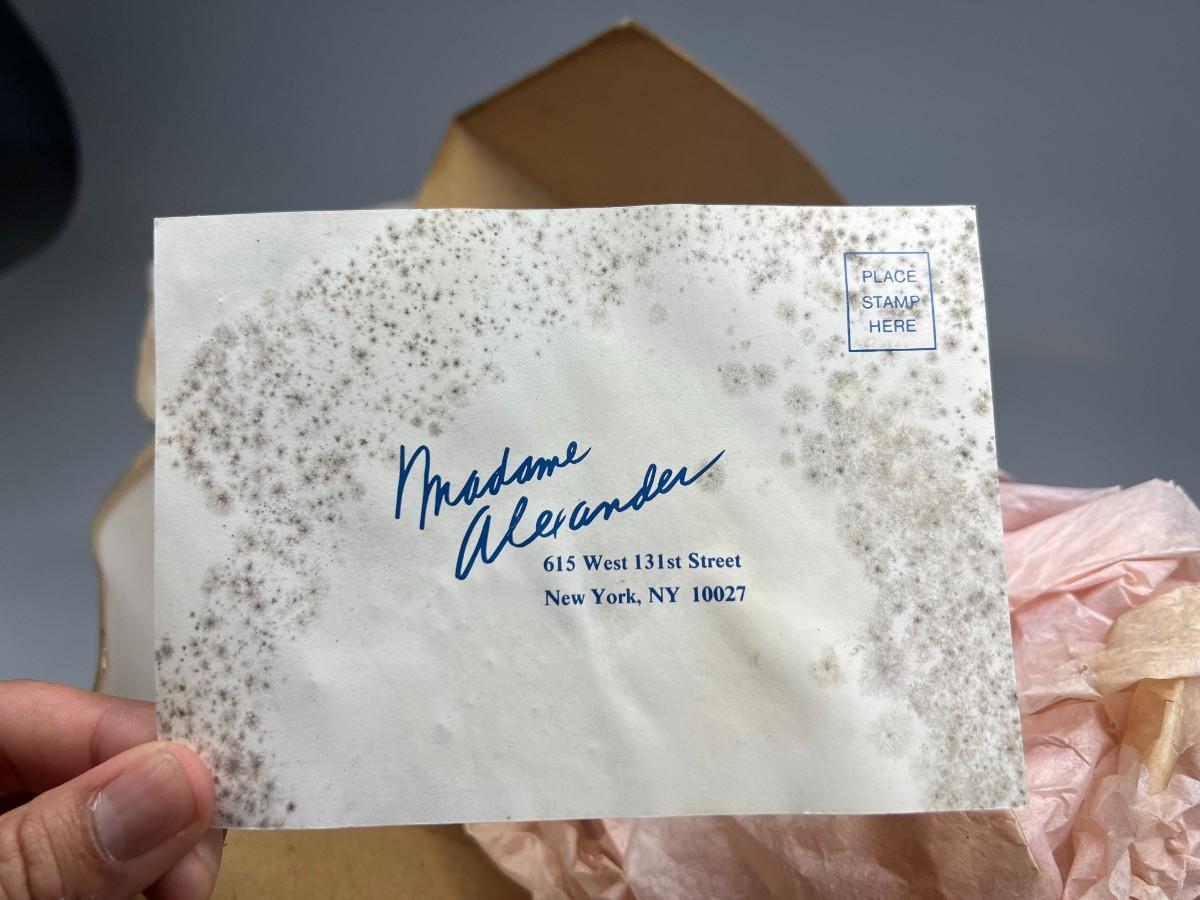 PLACE
STAMP
HERE
Madame
Alexander
615 West 131st Street
New York, NY 10027